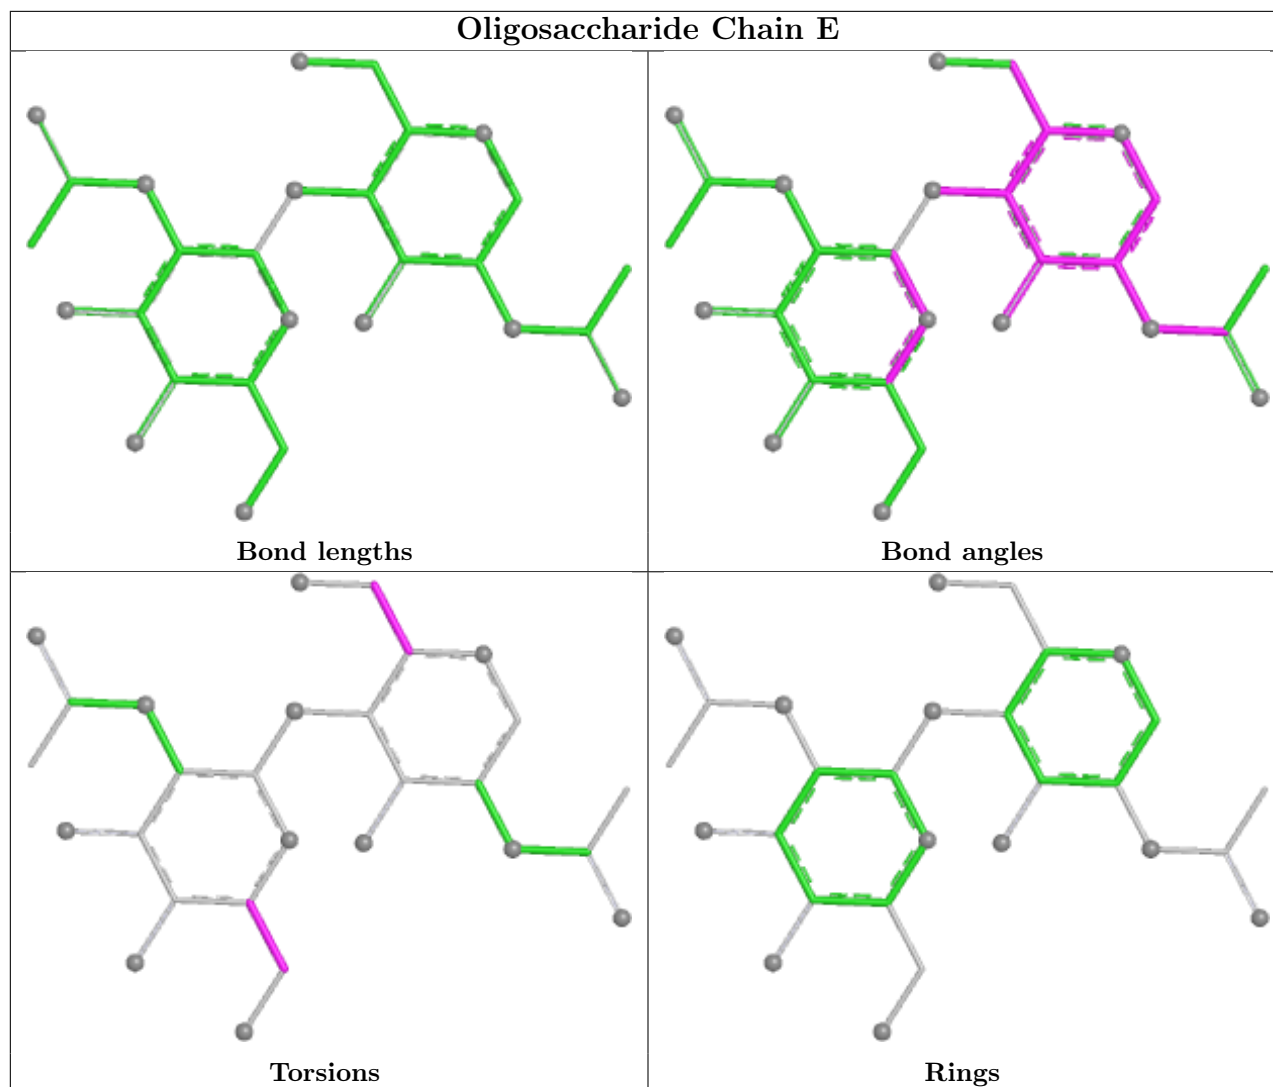 Oligosaccharide Chain E
Bond lengths
Bond angles
Torsions
Rings